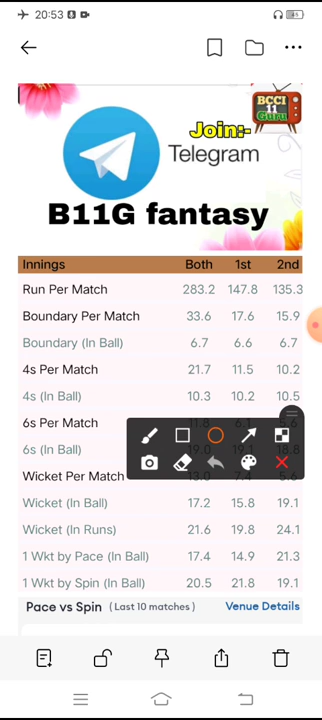 20:53
BCCI
11
Join:-
Telegram
B11G fantasy
Innings Both 1st 2nd
Run Per Match 283.2 147.8 135.3
Boundary Per Match 33.6 17.6 15.9
Boundary (In Ball) 6.7 6.6 6.7
4s Per Match 21.7 11.5 10.2
4s (In Ball) 10.3 10.2 10.5
6s Per Match
6s (In Ball)
Wicket Per Match
Wicket (In Ball) 17.2 15.8 19.1
Wicket (In Runs) 21.6 19.8 24.1
1 Wkt by Pace (In Ball) 17.4 14.9 21.3
1 Wkt by Spin (In Ball) 20.5 21.8 19.1
Pace vs Spin (Last 10 matches) Venue Details